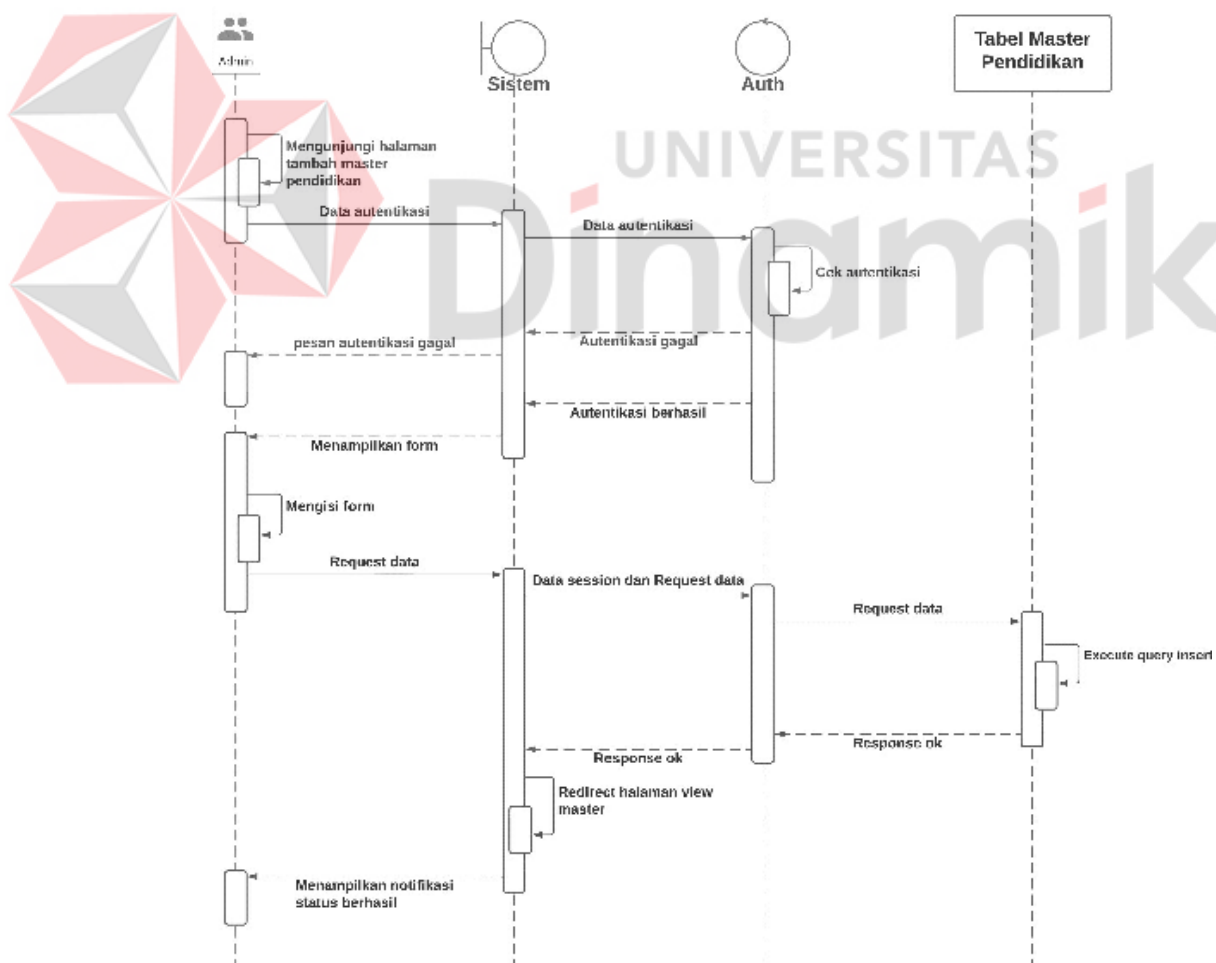 Admin
Sistem
Auth
Tabel Master
Pendidikan
UNIVERSITAS
Dinamik
Mengunjungi halaman
tambah master
pendidikan
Data autentikasi
Data autentikasi
Cek autentikasi
Autentikasi gagal
pesan autentikasi gagal
Autentikasi berhasil
Menampilkan form
Mengisi form
Request data
Data session dan Request data
Request data
Execute query insert
Response ok
Response ok
Redirect halaman view
master
Menampilkan notifikasi
status berhasil